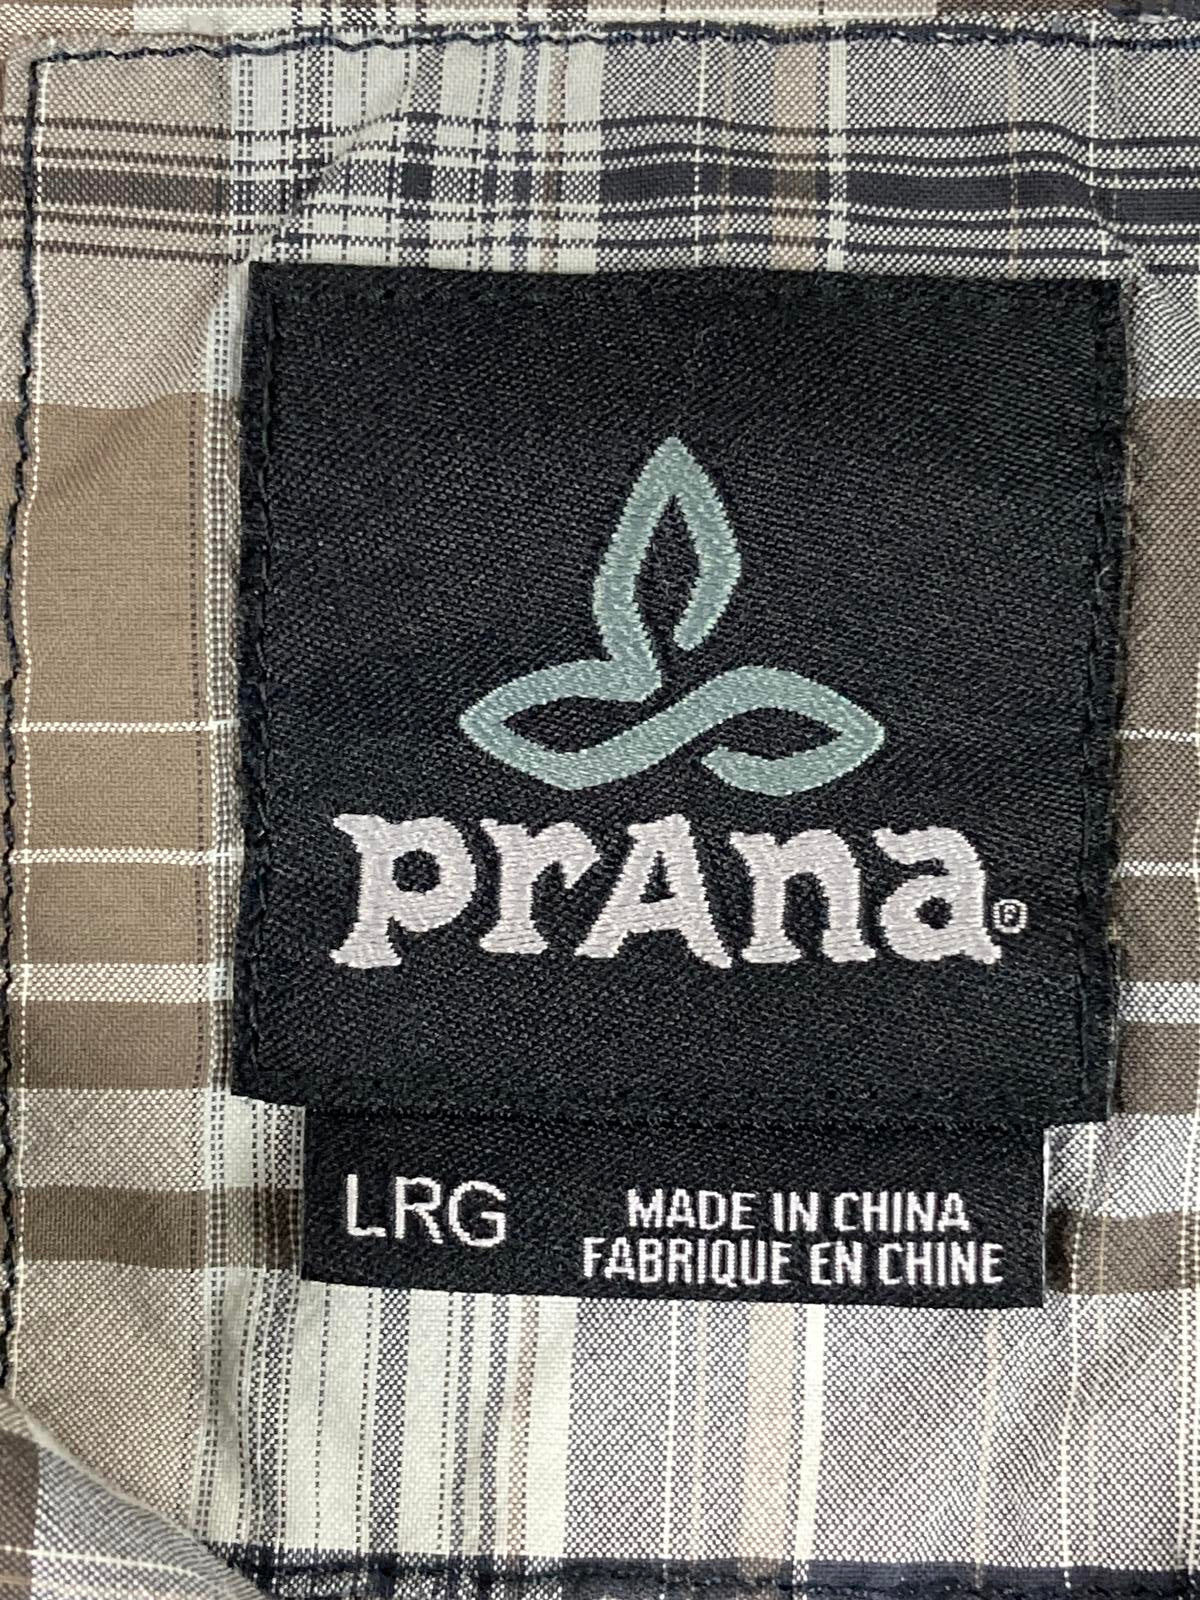 prAna®
LRG
MADE IN CHINA
FABRIQUE EN CHINE